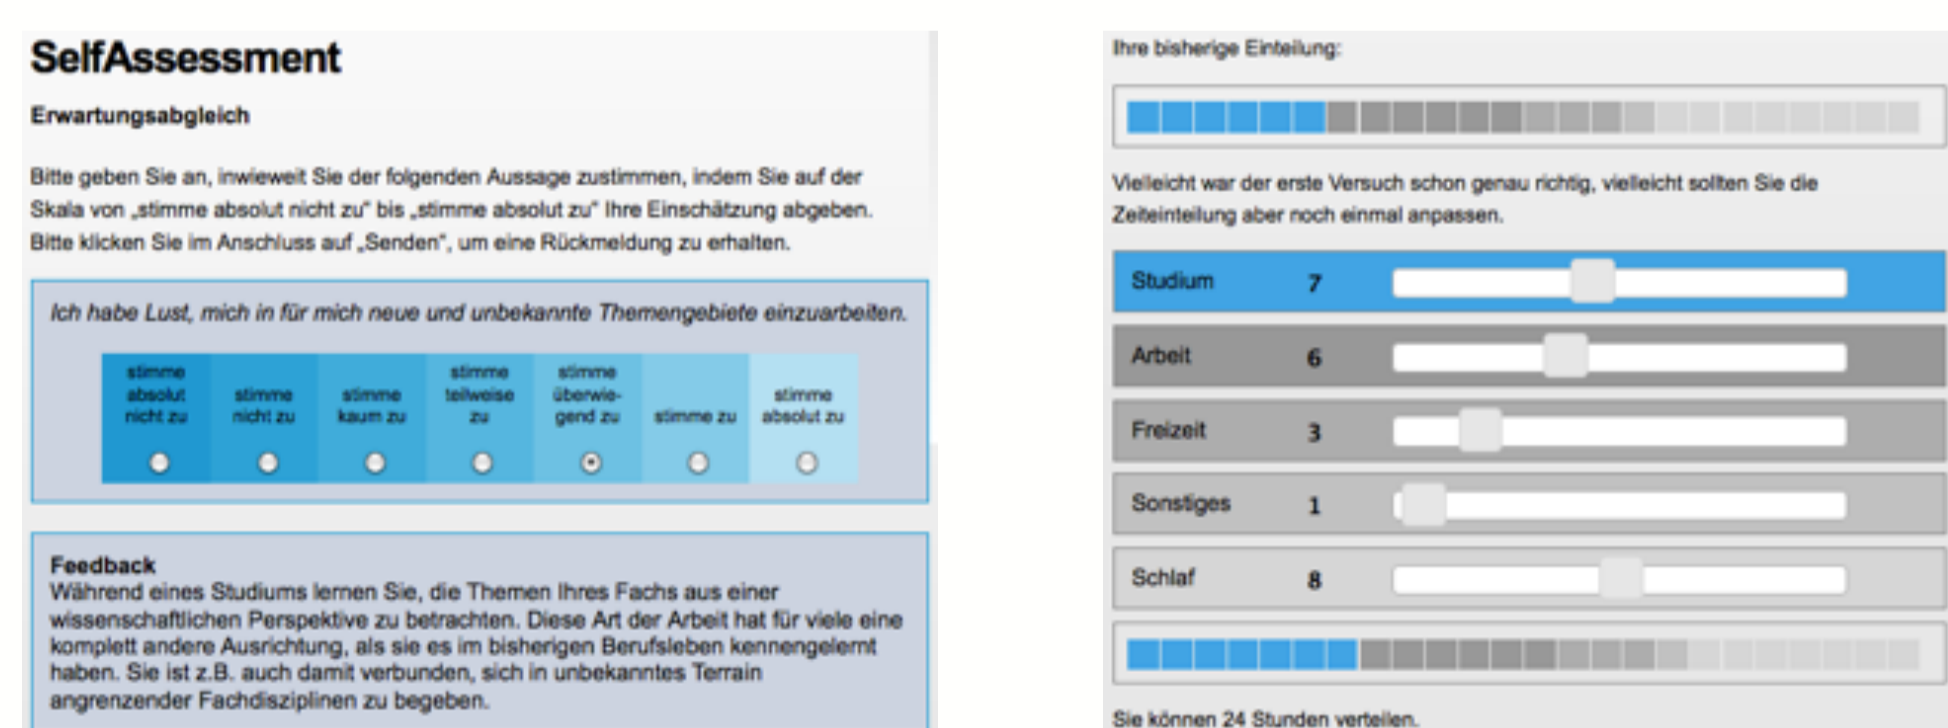 SelfAssessment
Erwartungsabgleich
Bitte geben Sie an, inwieweit Sie der folgenden Aussage zustimmen, indem Sie auf der
Skala von „stimme absolut nicht zu" bis „stimme absolut zu" Ihre Einschätzung abgeben.
Bitte klicken Sie im Anschluss auf „Senden", um eine Rückmeldung zu erhalten.
Ich habe Lust, mich in für mich neue und unbekannte Themengebiete einzuarbeiten.
stimme
absolut
nicht zu
stimme
nicht zu
stimme
kaum zu
stimme
teilweise
zu
stimme
überwie-
gend zu
stimme zu
stimme
absolut zu
Feedback
Während eines Studiums lernen Sie, die Themen Ihres Fachs aus einer
wissenschaftlichen Perspektive zu betrachten. Diese Art der Arbeit hat für viele eine
komplett andere Ausrichtung, als sie es im bisherigen Berufsleben kennengelernt
haben. Sie ist z.B. auch damit verbunden, sich in unbekanntes Terrain
angrenzender Fachdisziplinen zu begeben.
Ihre bisherige Einteilung:
Vielleicht war der erste Versuch schon genau richtig, vielleicht sollten Sie die
Zeiteinteilung aber noch einmal anpassen.
Studium 7
Arbeit 6
Freizeit 3
Sonstiges 1
Schlaf 8
Sie können 24 Stunden verteilen.